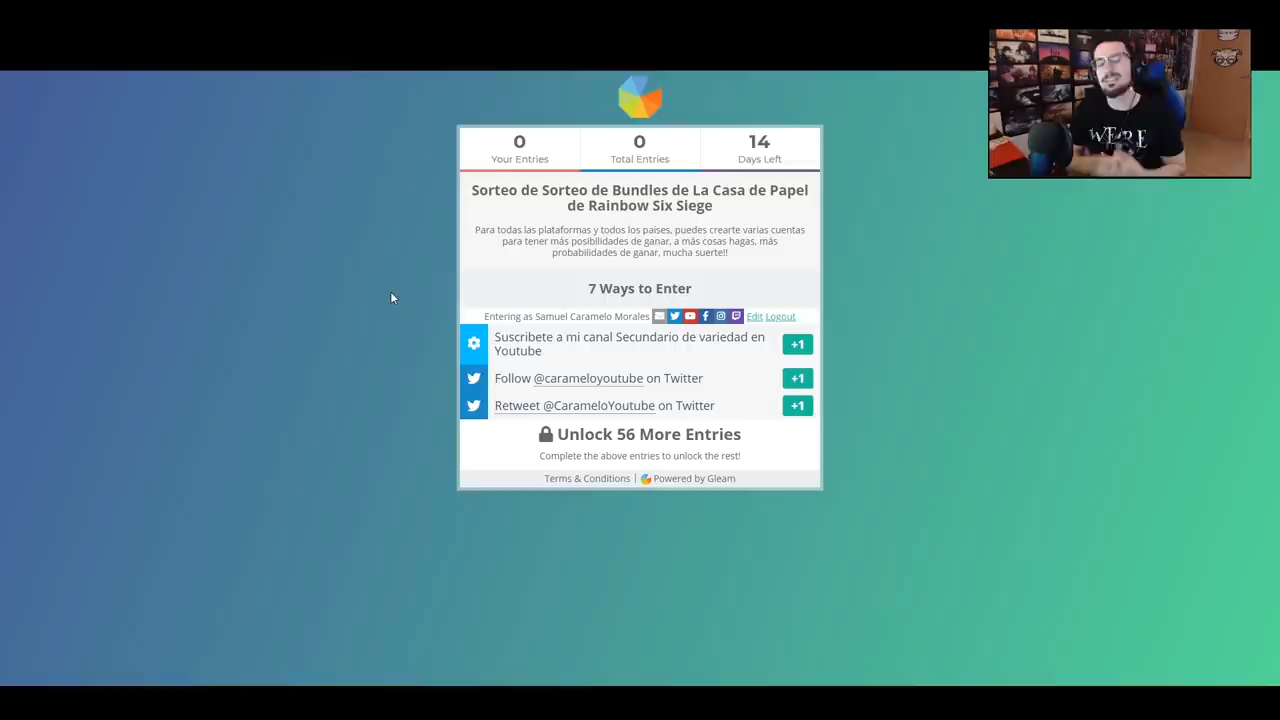 0
Your Entries
0
Total Entries
14
Days Left
Sorteo de Sorteo de Bundles de La Casa de Papel
de Rainbow Six Siege
Para todas las plataformas y todos los países, puedes crearte varias cuentas
para tener más posibilidades de ganar, a más cosas hagas, más
probabilidades de ganar, mucha suerte!!
7 Ways to Enter
Entering as Samuel Caramelo Morales Edit Logout
Suscribete a mi canal Secundario de variedad en
Youtube
+1
Follow @carameloyoutube on Twitter +1
Retweet @CarameloYoutube on Twitter +1
Unlock 56 More Entries
Complete the above entries to unlock the rest!
Terms & Conditions | Powered by Gleam
WE RE